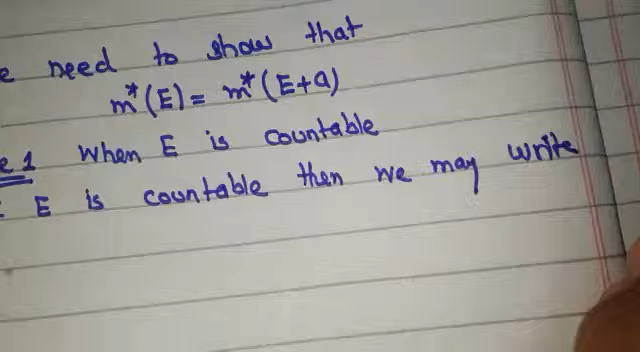 e need to show that
m*(E) = m*(E+a)
e 1 When E is countable
E is countable then we may write